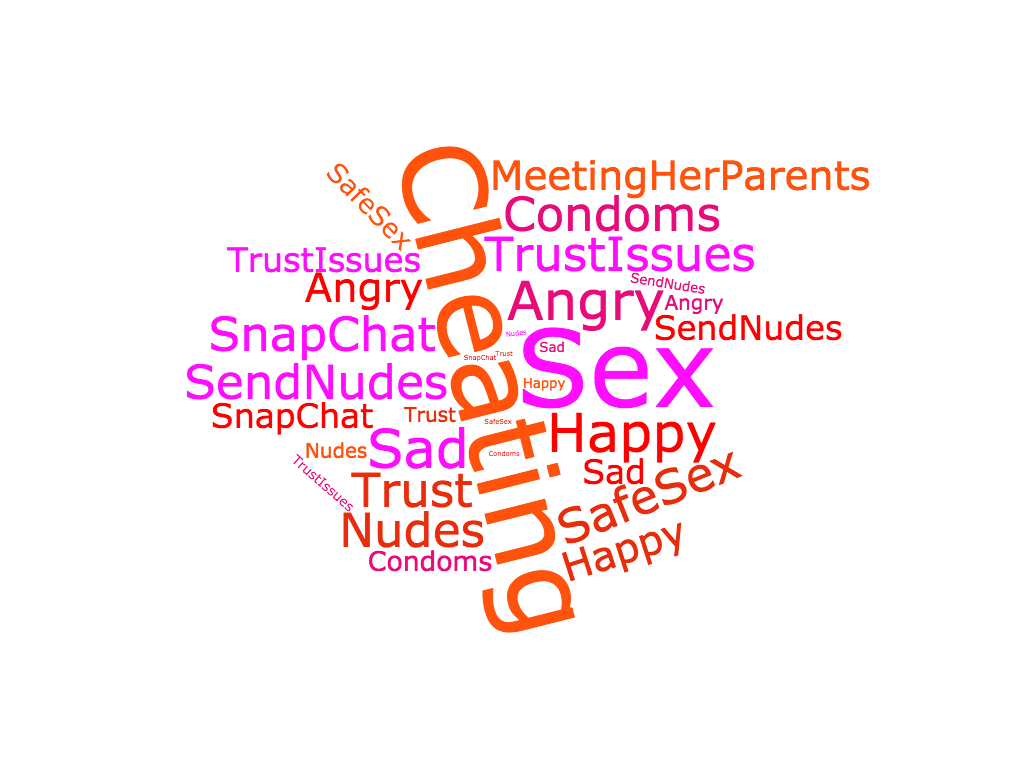 Cheating
SafeSex
MeetingHerParents
Condoms
TrustIssues
TrustIssues
Angry
SendNudes
Angry
Angry
SendNudes
SnapChat
Nudes
Sad
Trust
SnapChat
Sex
SendNudes
Happy
SnapChat
Trust
SafeSex
Happy
Nudes
Sad
Condoms
Sad
TrustIssues
Trust
SafeSex
Nudes
Happy
Condoms